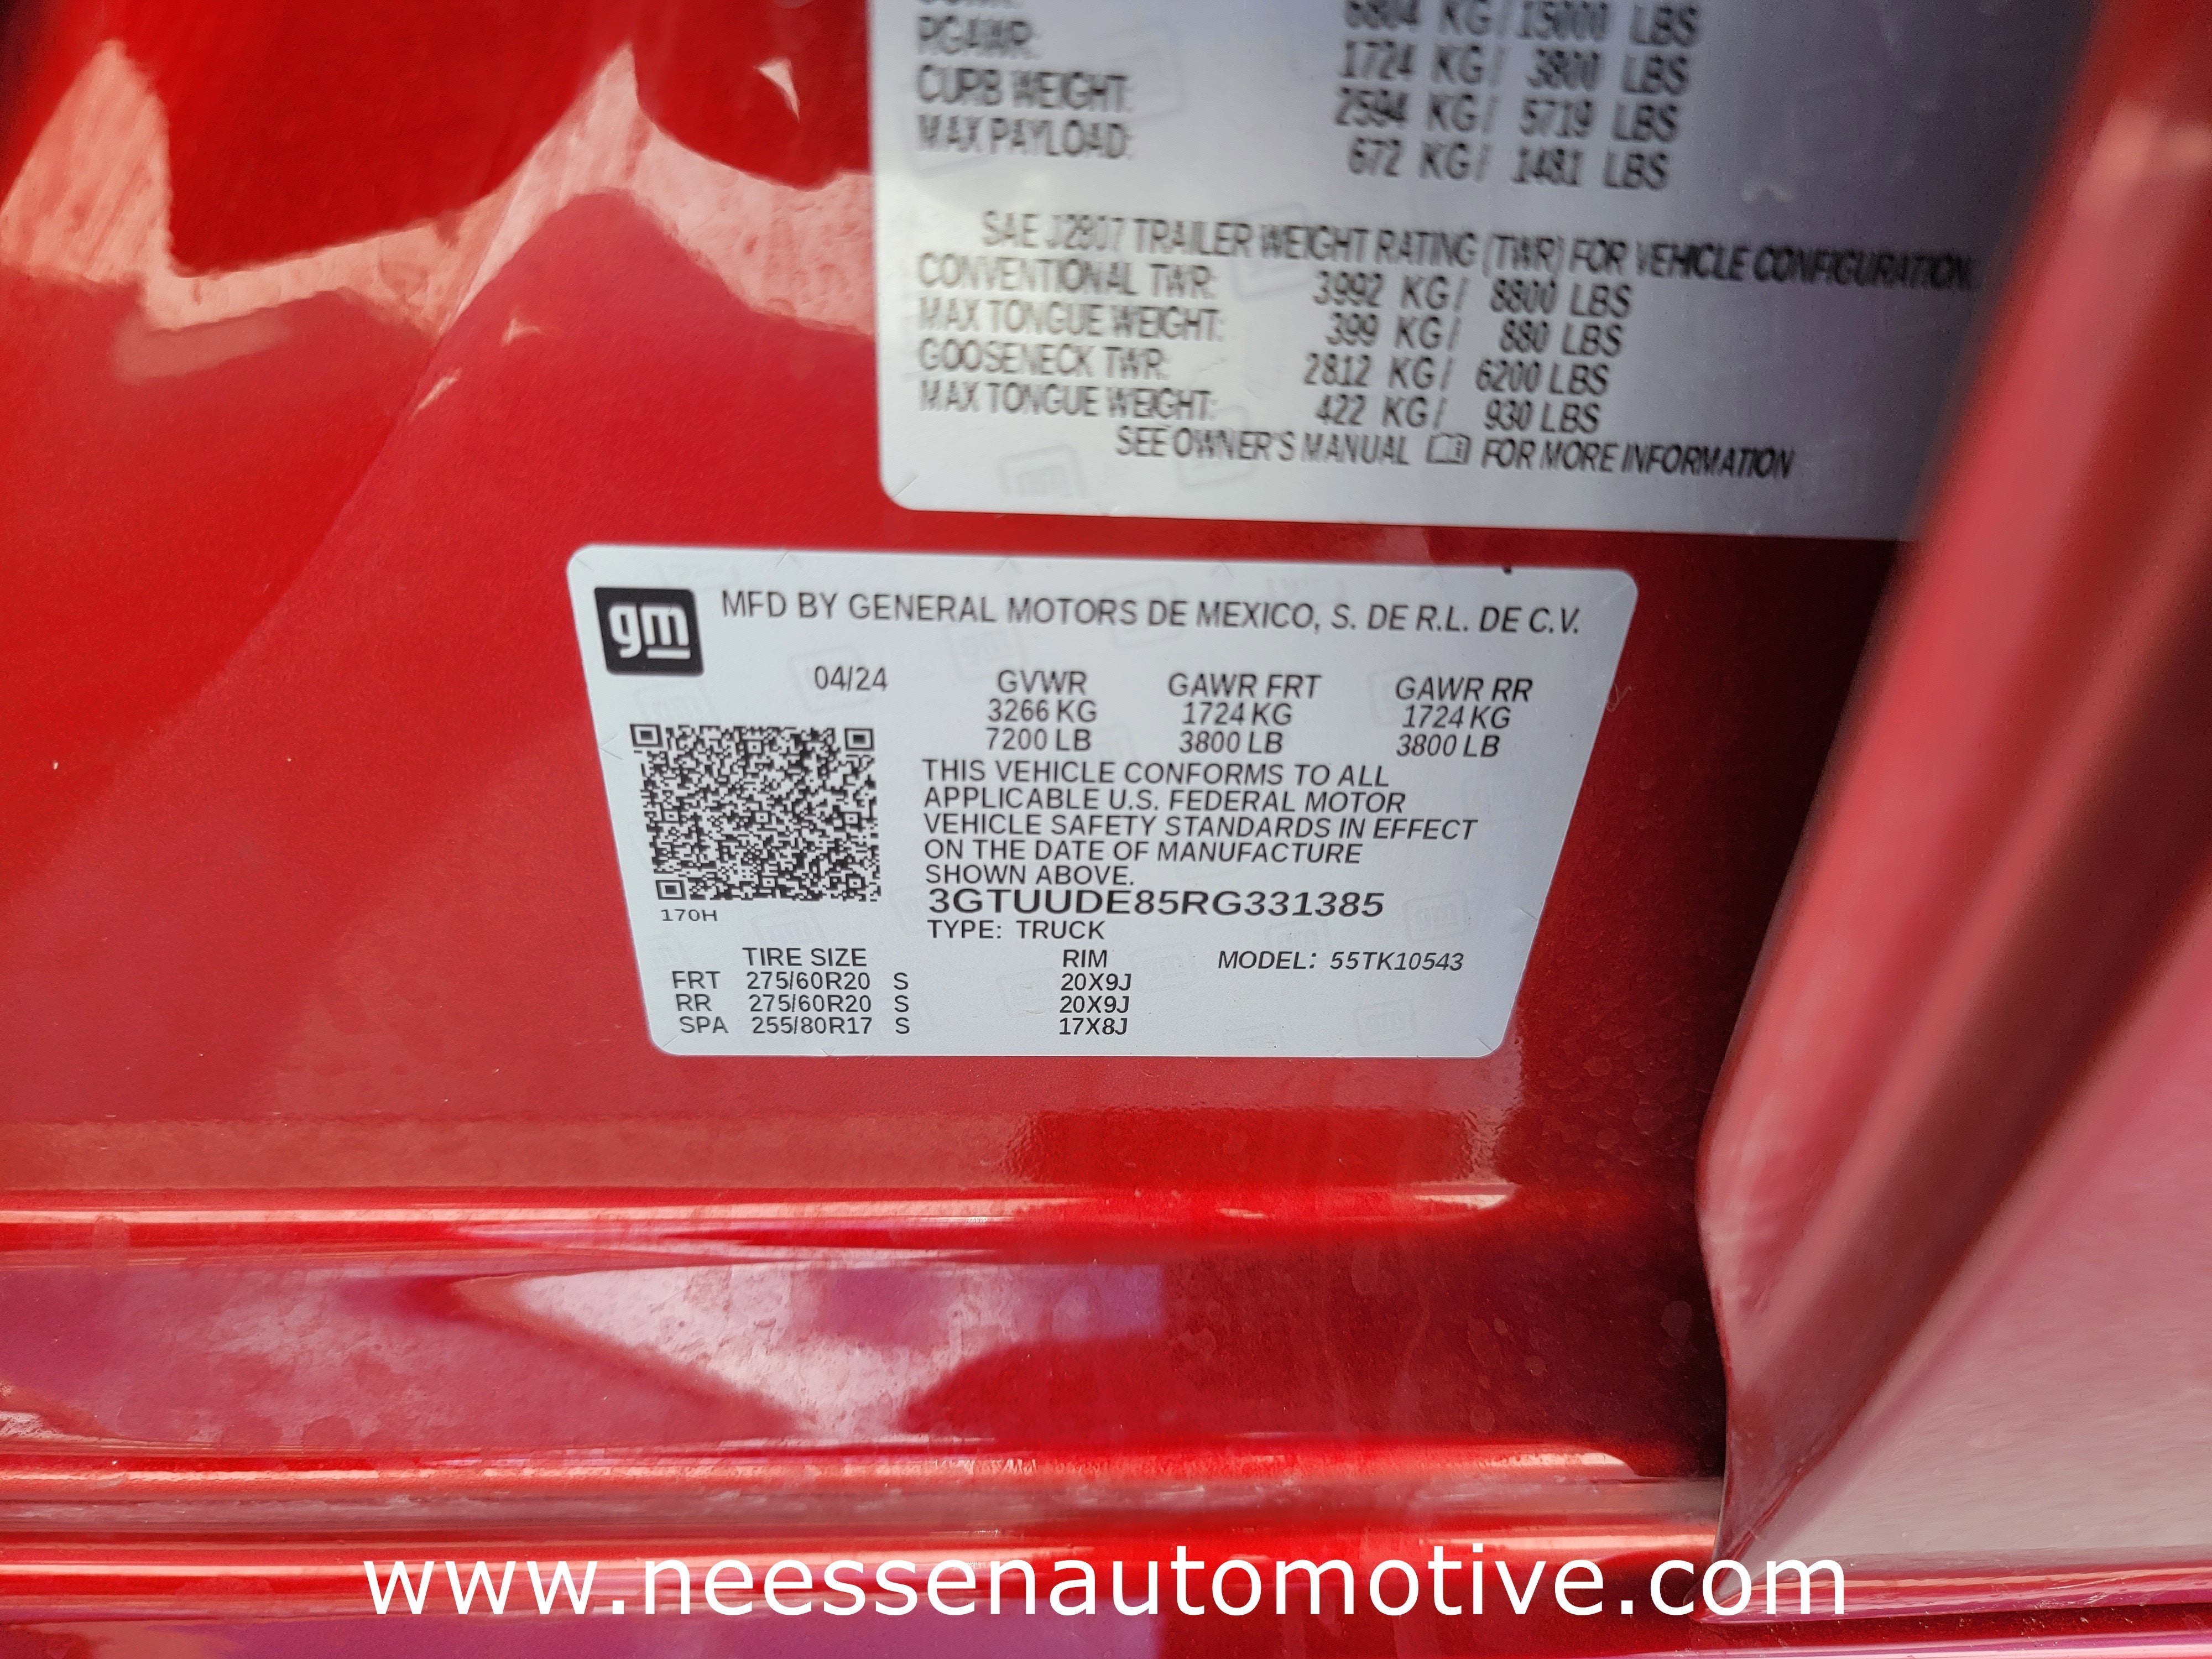 6804 KG/ 15000 LBS
RGAWR: 1724 KG/ 3800 LBS
CURB WEIGHT: 2594 KG/ 5719 LBS
MAX PAYLOAD: 672 KG/ 1481 LBS
SAE J2807 TRAILER WEIGHT RATING (TWR) FOR VEHICLE CONFIGURATION.
CONVENTIONAL TWR: 3992 KG/ 8800 LBS
MAX TONGUE WEIGHT: 399 KG/ 880 LBS
GOOSENECK TWR: 2812 KG/ 6200 LBS
MAX TONGUE WEIGHT: 422 KG/ 930 LBS
SEE OWNER'S MANUAL FOR MORE INFORMATION
gm MFD BY GENERAL MOTORS DE MEXICO, S. DE R.L. DE C.V.
04/24 GVWR GAWR FRT GAWR RR
3266 KG 1724 KG 1724 KG
7200 LB 3800 LB 3800 LB
THIS VEHICLE CONFORMS TO ALL
APPLICABLE U.S. FEDERAL MOTOR
VEHICLE SAFETY STANDARDS IN EFFECT
ON THE DATE OF MANUFACTURE
SHOWN ABOVE.
3GTUUDE85RG331385
170H
TYPE: TRUCK
TIRE SIZE RIM MODEL: 55TK10543
FRT 275/60R20 S 20X9J
RR 275/60R20 S 20X9J
SPA 255/80R17 S 17X8J
www.neessenautomotive.com